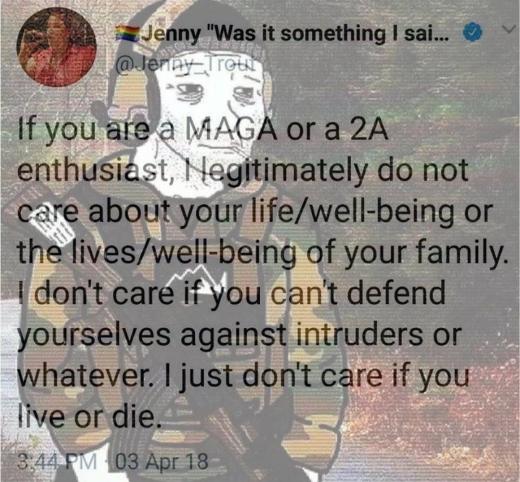 🏳️‍🌈Jenny "Was it something I sai...
@Jenny_Trout
If you are a MAGA or a 2A
enthusiast, I legitimately do not
care about your life/well-being or
the lives/well-being of your family.
I don't care if you can't defend
yourselves against intruders or
whatever. I just don't care if you
live or die.
3:44 PM · 03 Apr 18